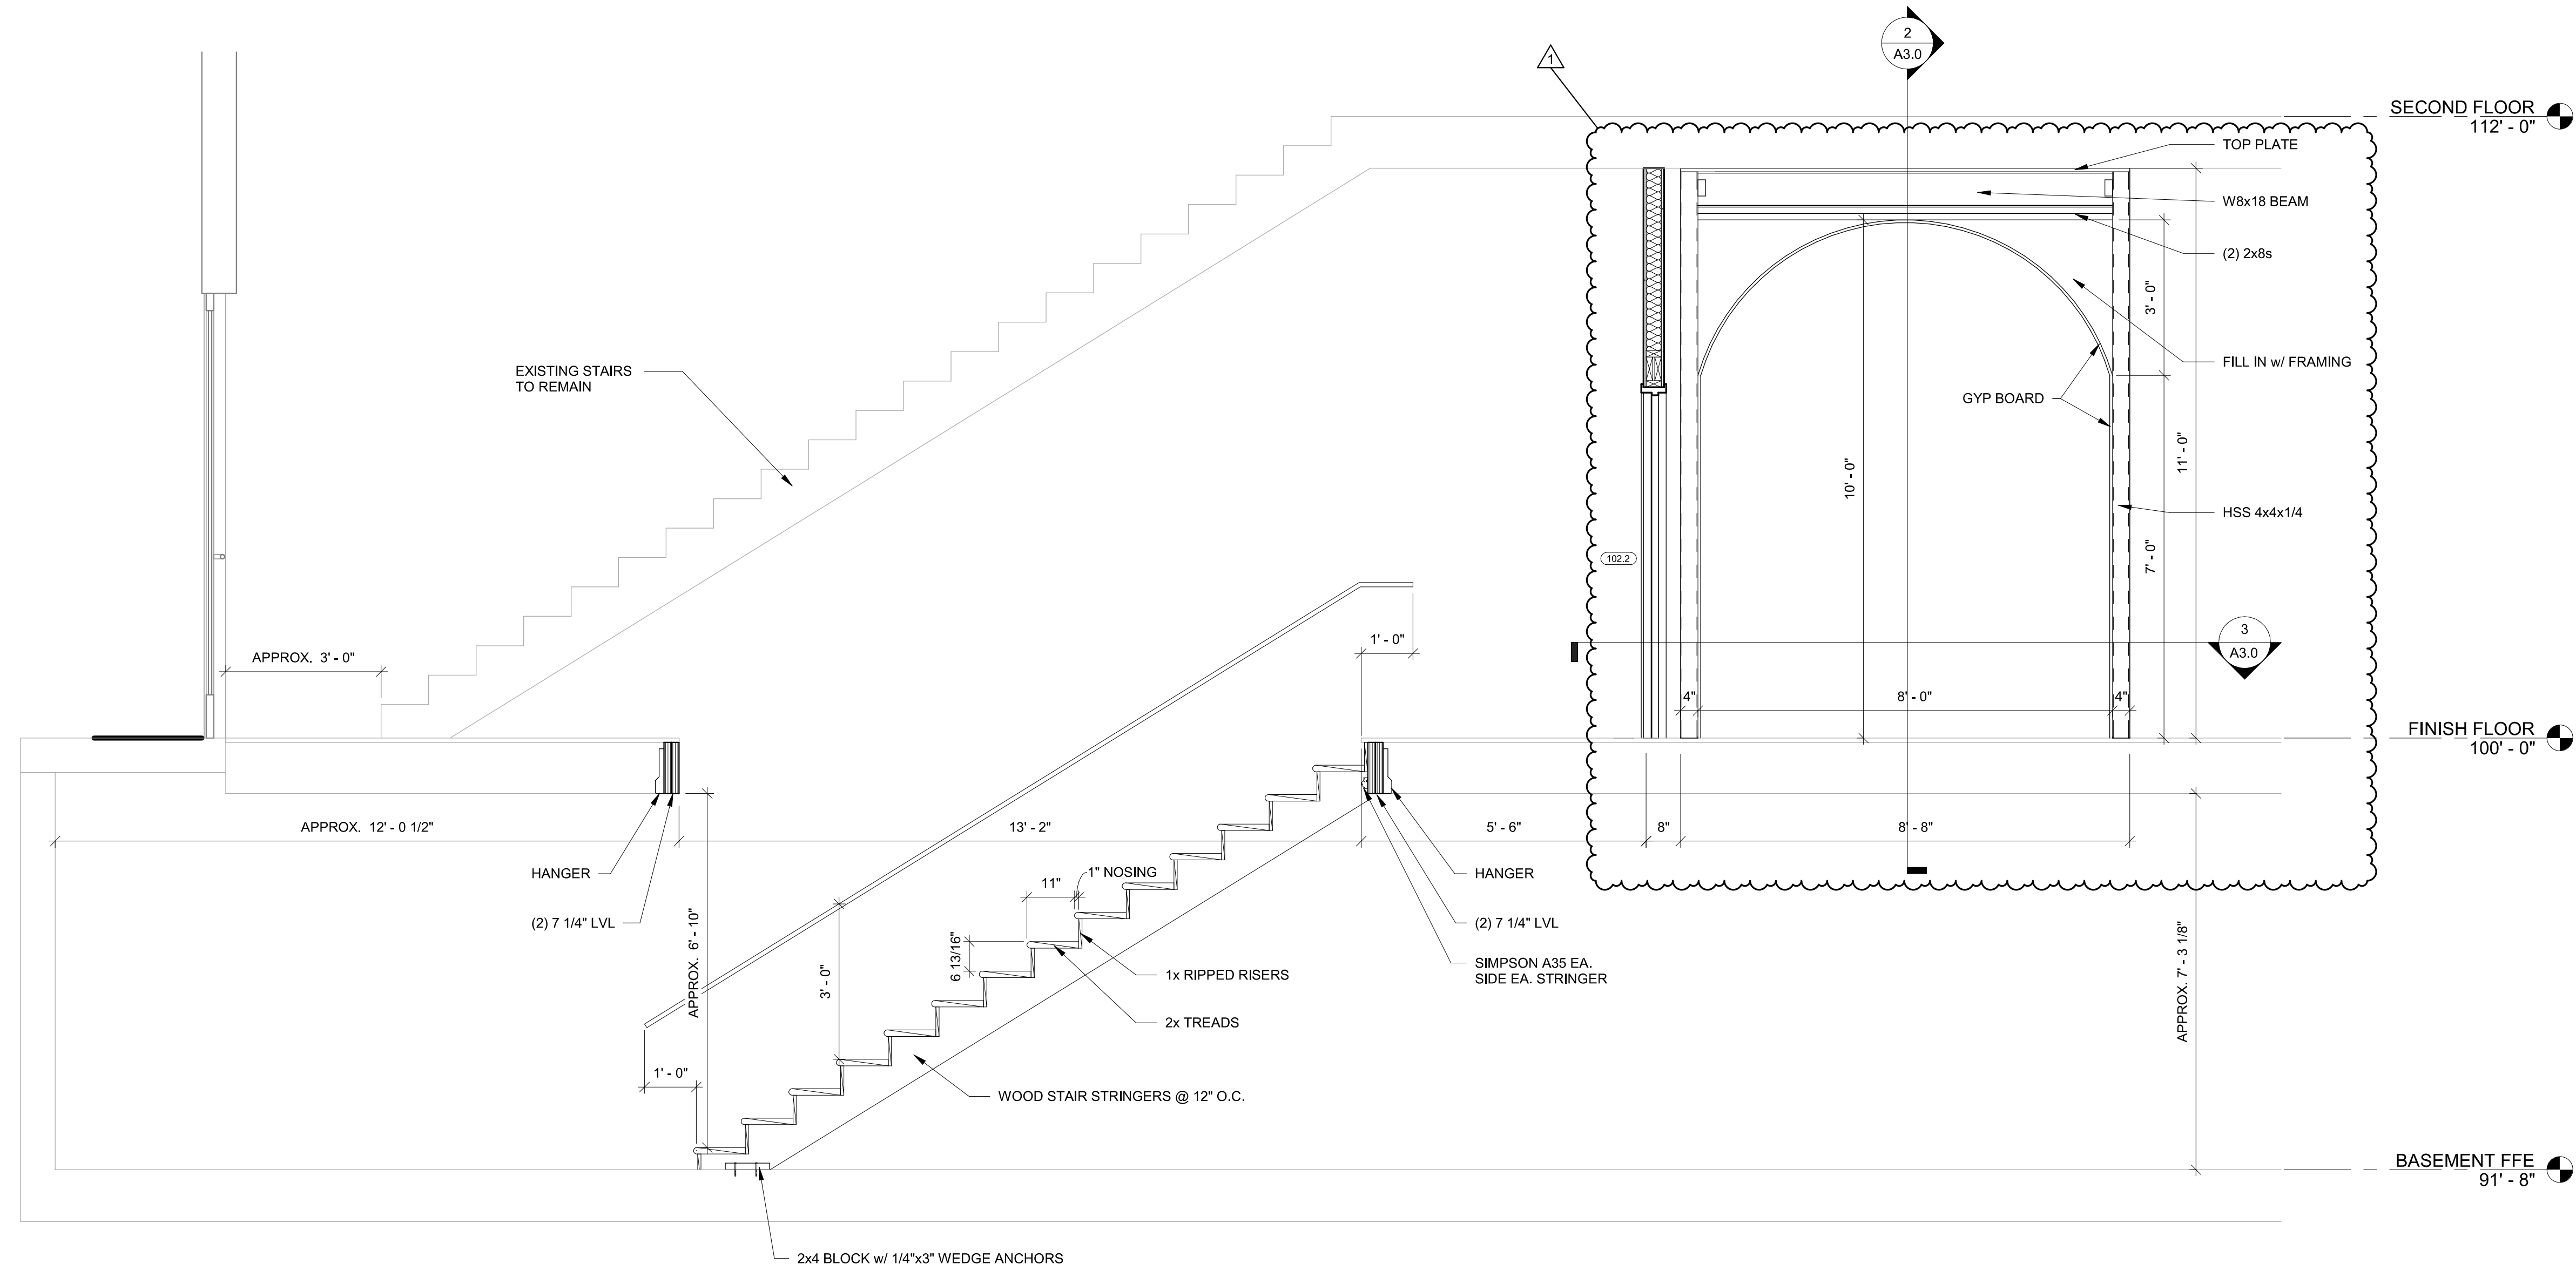 2
A3.0
1
SECOND FLOOR
112' - 0"
TOP PLATE
W8x18 BEAM
(2) 2x8s
3' - 0"
EXISTING STAIRS
TO REMAIN
FILL IN w/ FRAMING
GYP BOARD
11' - 0"
10' - 0"
HSS 4x4x1/4
7' - 0"
102.2
3
A3.0
1' - 0"
APPROX. 3' - 0"
4"
8' - 0"
4"
FINISH FLOOR
100' - 0"
APPROX. 12' - 0 1/2"
13' - 2"
5' - 6"
8"
8' - 8"
HANGER
(2) 7 1/4" LVL
APPROX. 6' - 10"
3' - 0"
6 13/16"
11"
1" NOSING
HANGER
(2) 7 1/4" LVL
SIMPSON A35 EA.
SIDE EA. STRINGER
1x RIPPED RISERS
2x TREADS
APPROX. 7' - 3 1/8"
1' - 0"
WOOD STAIR STRINGERS @ 12" O.C.
BASEMENT FFE
91' - 8"
2x4 BLOCK w/ 1/4"x3" WEDGE ANCHORS